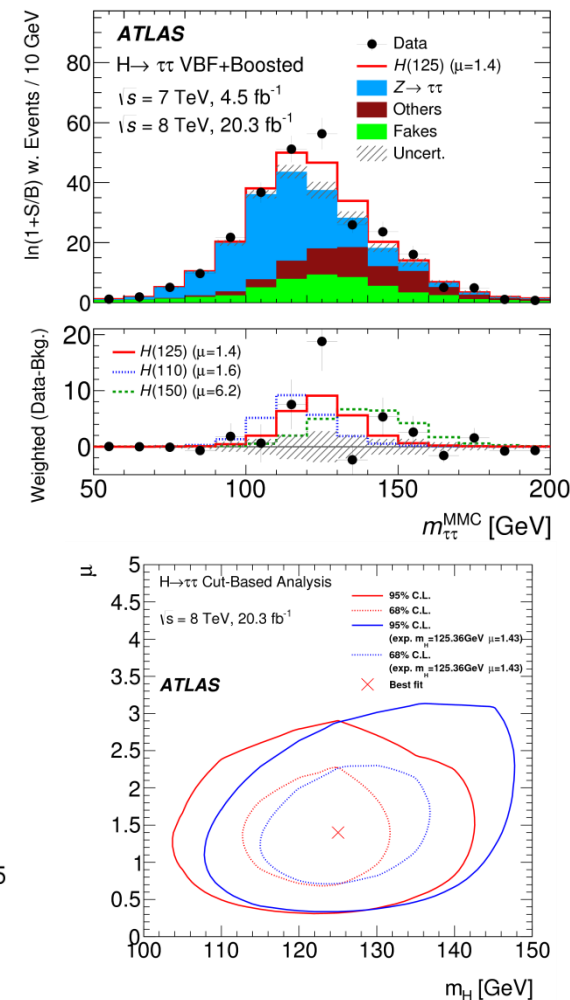 ATLAS
H→ ττ VBF+Boosted
√s = 7 TeV, 4.5 fb⁻¹
√s = 8 TeV, 20.3 fb⁻¹
Data
H(125) (μ=1.4)
Z→ ττ
Others
Fakes
Uncert.
ln(1+S/B) w. Events / 10 GeV
80
60
40
20
0
H(125) (μ=1.4)
H(110) (μ=1.6)
H(150) (μ=6.2)
Weighted (Data-Bkg.)
20
10
0
50 100 150 200
m_ττ^MMC [GeV]
μ
5
4.5
4
3.5
3
2.5
2
1.5
1
0.5
0
H→ττ Cut-Based Analysis
√s = 8 TeV, 20.3 fb⁻¹
ATLAS
95% C.L.
68% C.L.
95% C.L.
(exp. m_H=125.36GeV μ=1.43)
68% C.L.
(exp. m_H=125.36GeV μ=1.43)
Best fit
5
100 110 120 130 140 150
m_H [GeV]